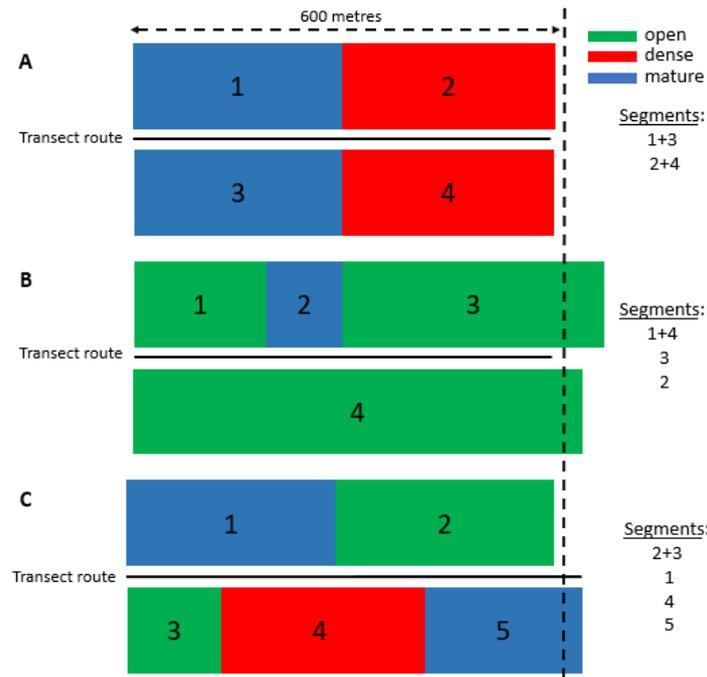 600 metres
open
dense
mature
A
1
2
Segments:
1+3
2+4
Transect route
3
4
B
1
2
3
Segments:
1+4
3
2
Transect route
4
C
1
2
Segments:
2+3
1
4
5
Transect route
3
4
5